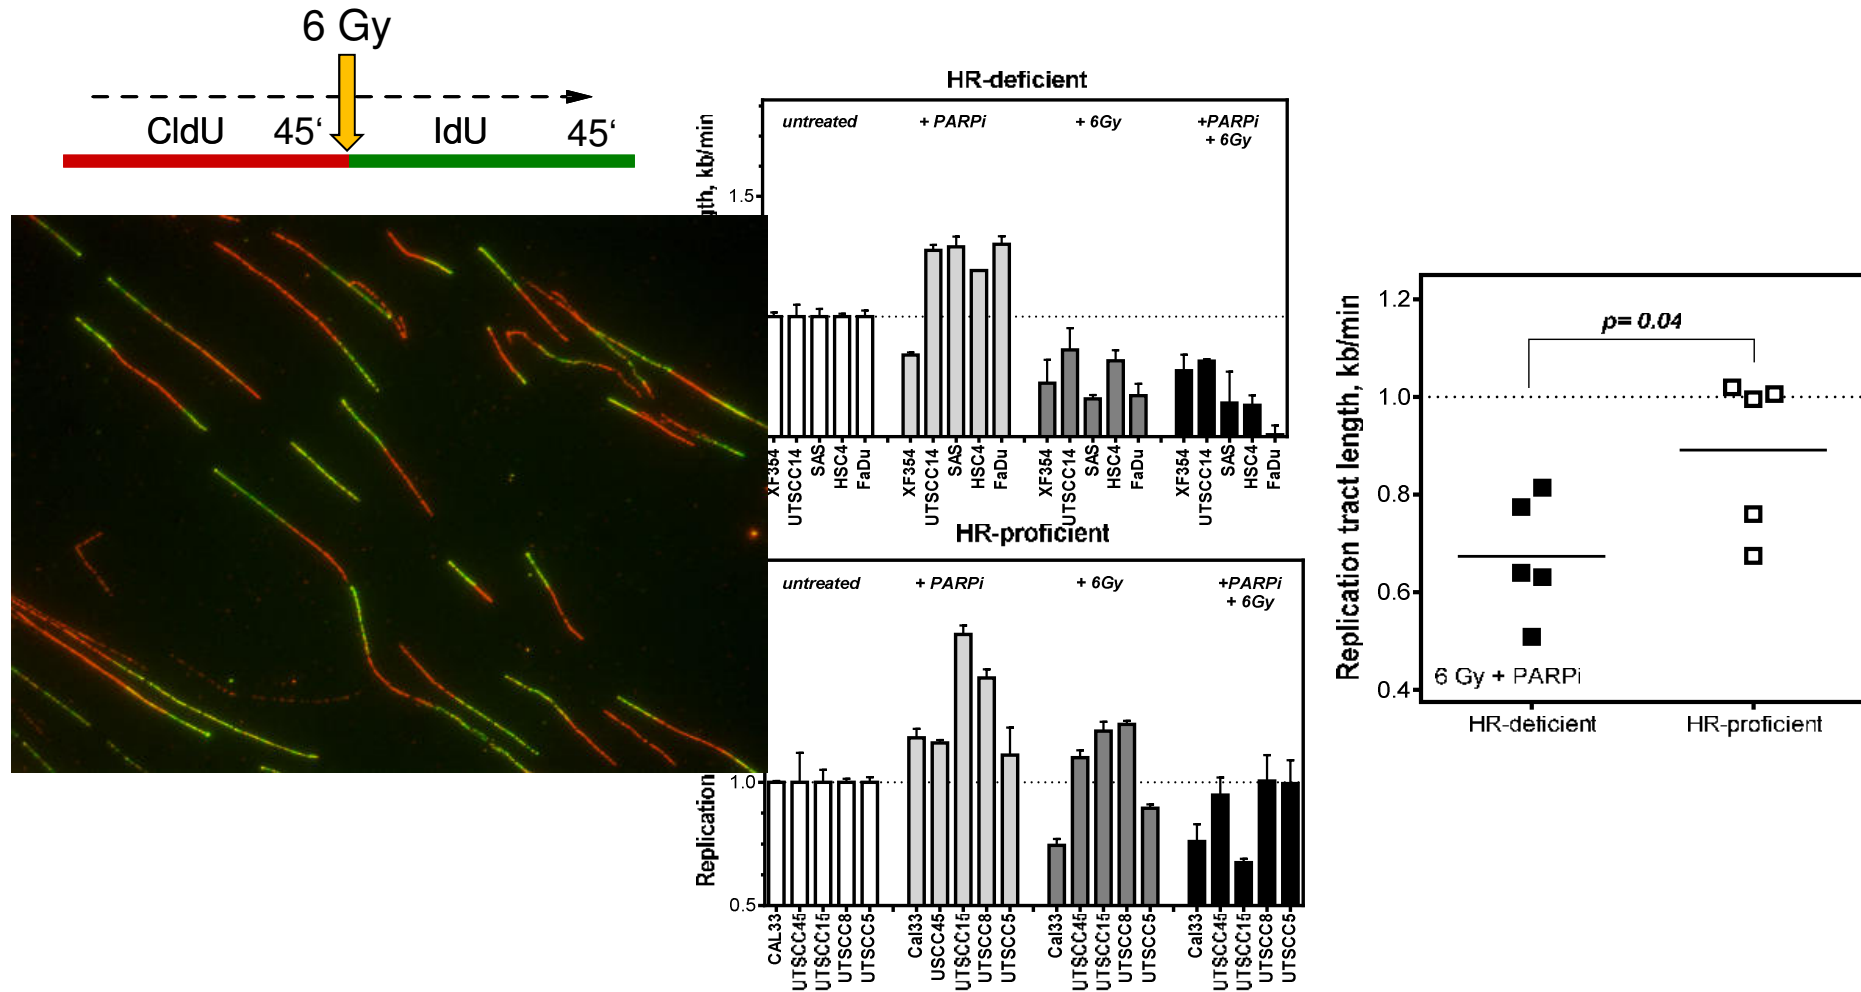 6 Gy
CldU 45‘ IdU 45‘
HR-deficient
untreated + PARPi + 6Gy +PARPi
+ 6Gy
gth, kb/min
1.5
XF354 UTSCC14 SAS HSC4 FaDu XF354 UTSCC14 SAS HSC4 FaDu XF354 UTSCC14 SAS HSC4 FaDu XF354 UTSCC14 SAS HSC4 FaDu
HR-proficient
untreated + PARPi + 6Gy +PARPi
+ 6Gy
Replication
1.0
0.5
CAL33 UTSCC45 UTSCC15 UTSCC8 UTSCC5 Cal33 USCC45 UTSCC15 UTSCC8 UTSCC5 Cal33 UTSCC45 UTSCC15 UTSCC8 UTSCC5 Cal33 UTSCC45 UTSCC15 UTSCC8 UTSCC5
Replication tract length, kb/min
1.2
p= 0.04
1.0
0.8
0.6
6 Gy + PARPi
0.4
HR-deficient HR-proficient